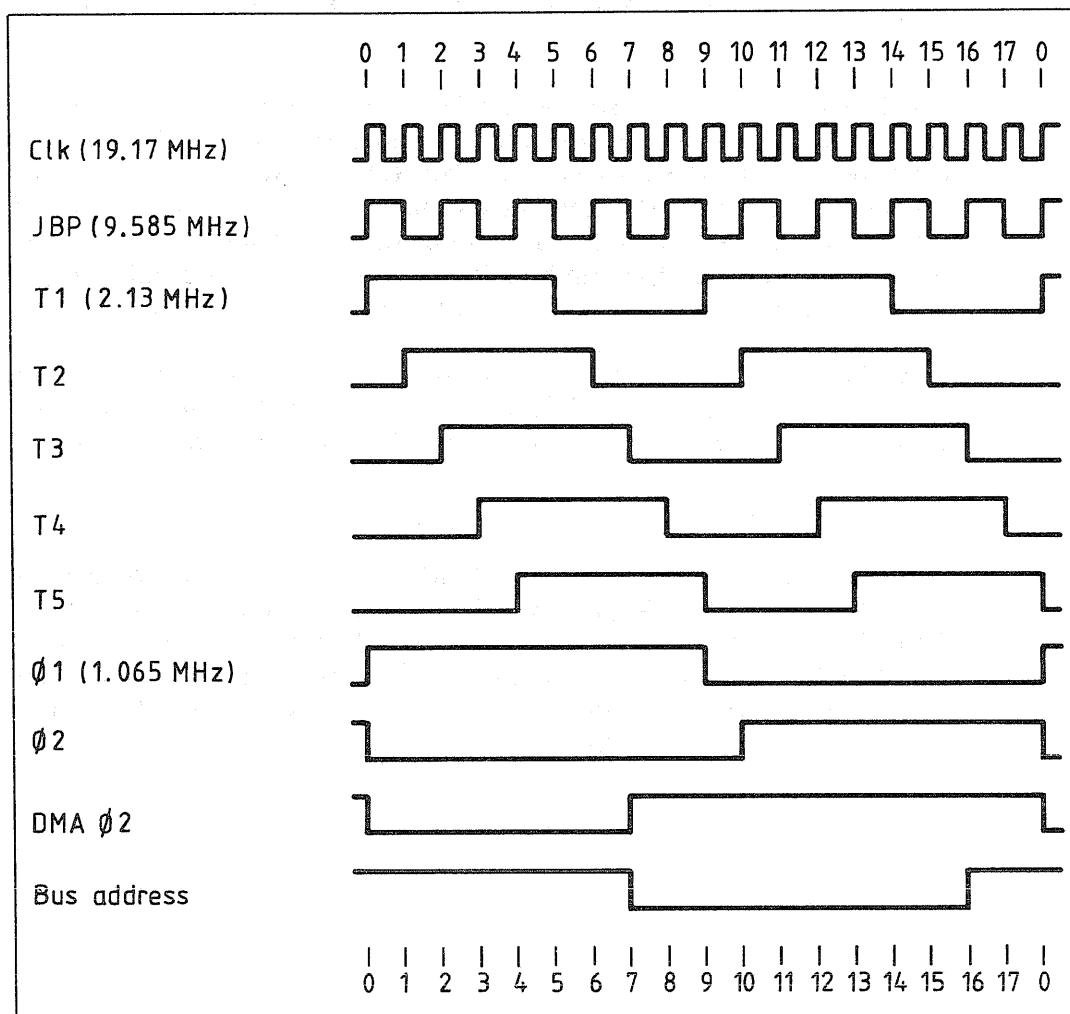 0 1 2 3 4 5 6 7 8 9 10 11 12 13 14 15 16 17 0
Clk (19.17 MHz)
JBP (9.585 MHz)
T1 (2.13 MHz)
T2
T3
T4
T5
Ø1 (1.065 MHz)
Ø2
DMA Ø2
Bus address
0 1 2 3 4 5 6 7 8 9 10 11 12 13 14 15 16 17 0